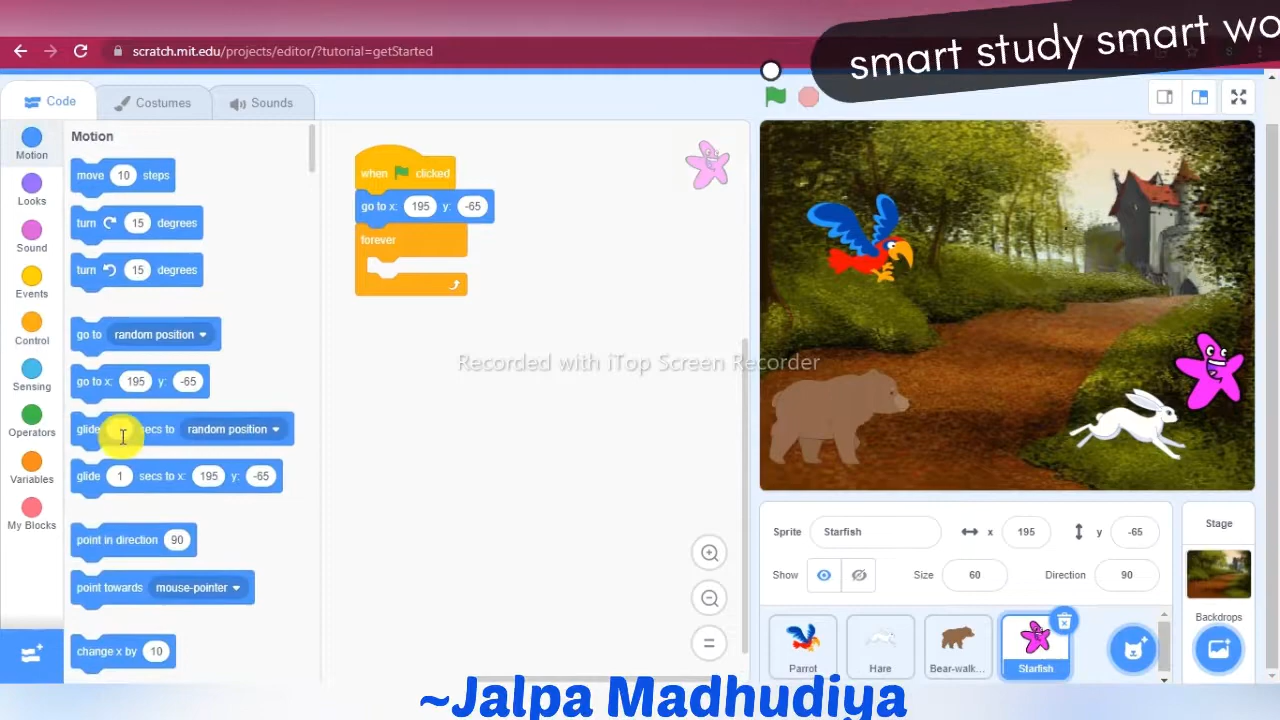 smart study smart wo
scratch.mit.edu/projects/editor/?tutorial=getStarted
Code
Costumes
Sounds
Motion
Looks
Sound
Events
Control
Sensing
Operators
Variables
My Blocks
Motion
move 10 steps
turn 15 degrees
turn 15 degrees
go to random position
go to x: 195 y: -65
glide secs to random position
glide 1 secs to x: 195 y: -65
point in direction 90
point towards mouse-pointer
change x by 10
when clicked
go to x: 195 y: -65
forever
Recorded with iTop Screen Recorder
Sprite Starfish x 195 y -65
Show Size 60 Direction 90
Parrot
Hare
Bear-walk...
Starfish
Stage
Backdrops
~Jalpa Madhudiya